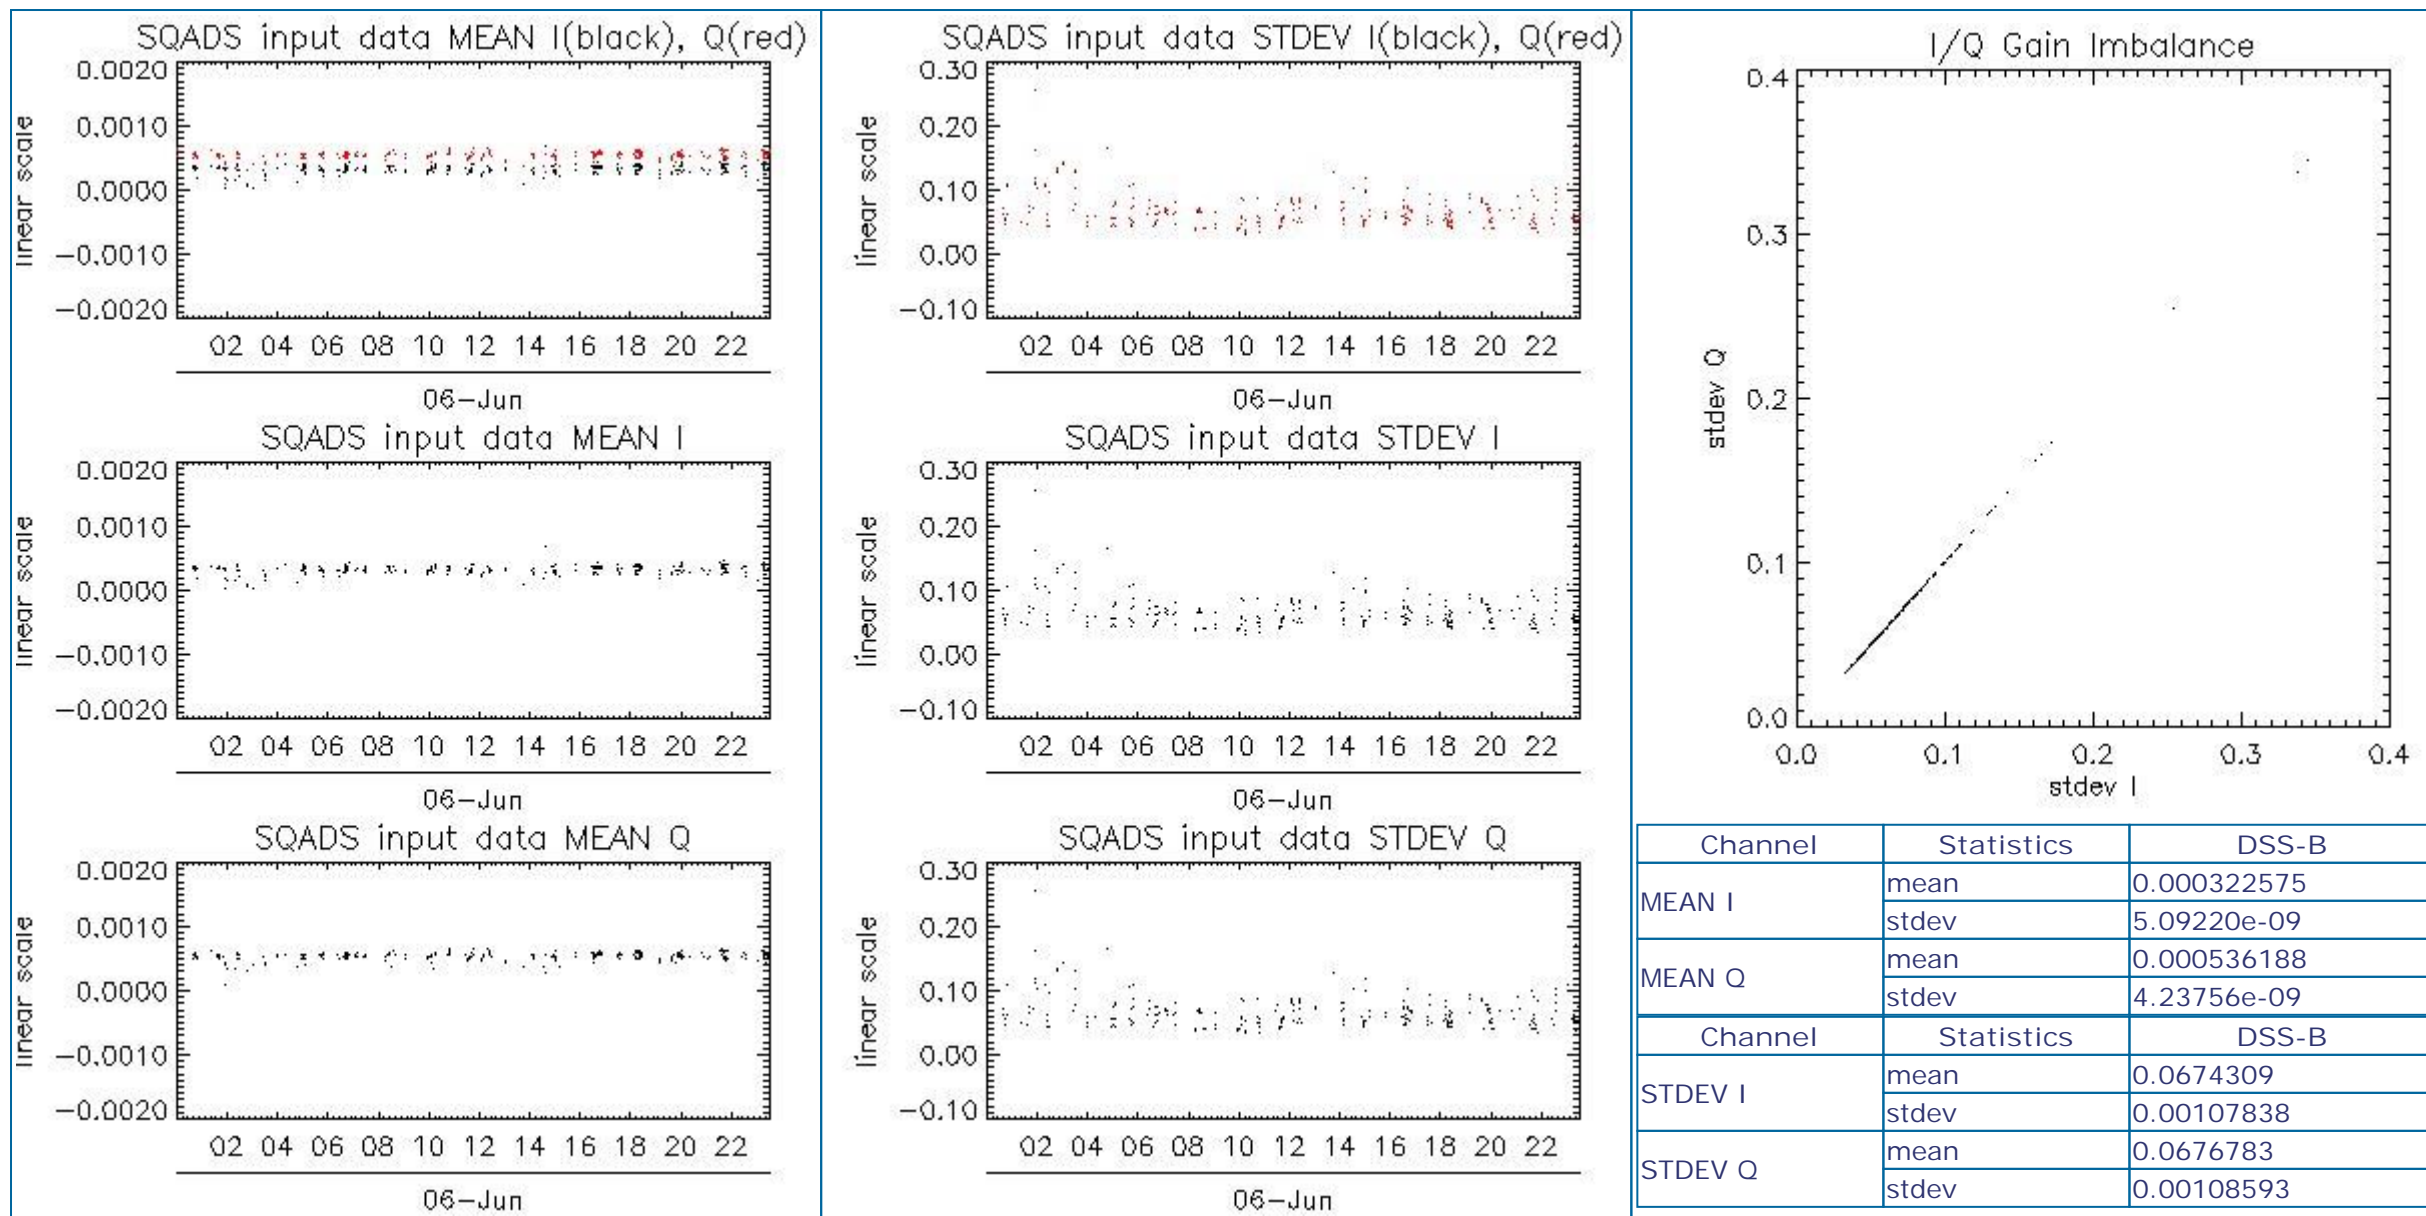 SQADS input data MEAN I(black), Q(red)
linear scale
0.0020
0.0010
0.0000
-0.0010
-0.0020
02 04 06 08 10 12 14 16 18 20 22
06-Jun
SQADS input data MEAN I
linear scale
0.0020
0.0010
0.0000
-0.0010
-0.0020
02 04 06 08 10 12 14 16 18 20 22
06-Jun
SQADS input data MEAN Q
linear scale
0.0020
0.0010
0.0000
-0.0010
-0.0020
02 04 06 08 10 12 14 16 18 20 22
06-Jun
SQADS input data STDEV I(black), Q(red)
linear scale
0.30
0.20
0.10
0.00
-0.10
02 04 06 08 10 12 14 16 18 20 22
06-Jun
SQADS input data STDEV I
linear scale
0.30
0.20
0.10
0.00
-0.10
02 04 06 08 10 12 14 16 18 20 22
06-Jun
SQADS input data STDEV Q
linear scale
0.30
0.20
0.10
0.00
-0.10
02 04 06 08 10 12 14 16 18 20 22
06-Jun
I/Q Gain Imbalance
stdev Q
0.4
0.3
0.2
0.1
0.0
0.0 0.1 0.2 0.3 0.4
stdev I
Channel Statistics DSS-B
MEAN I mean 0.000322575
stdev 5.09220e-09
MEAN Q mean 0.000536188
stdev 4.23756e-09
Channel Statistics DSS-B
STDEV I mean 0.0674309
stdev 0.00107838
STDEV Q mean 0.0676783
stdev 0.00108593